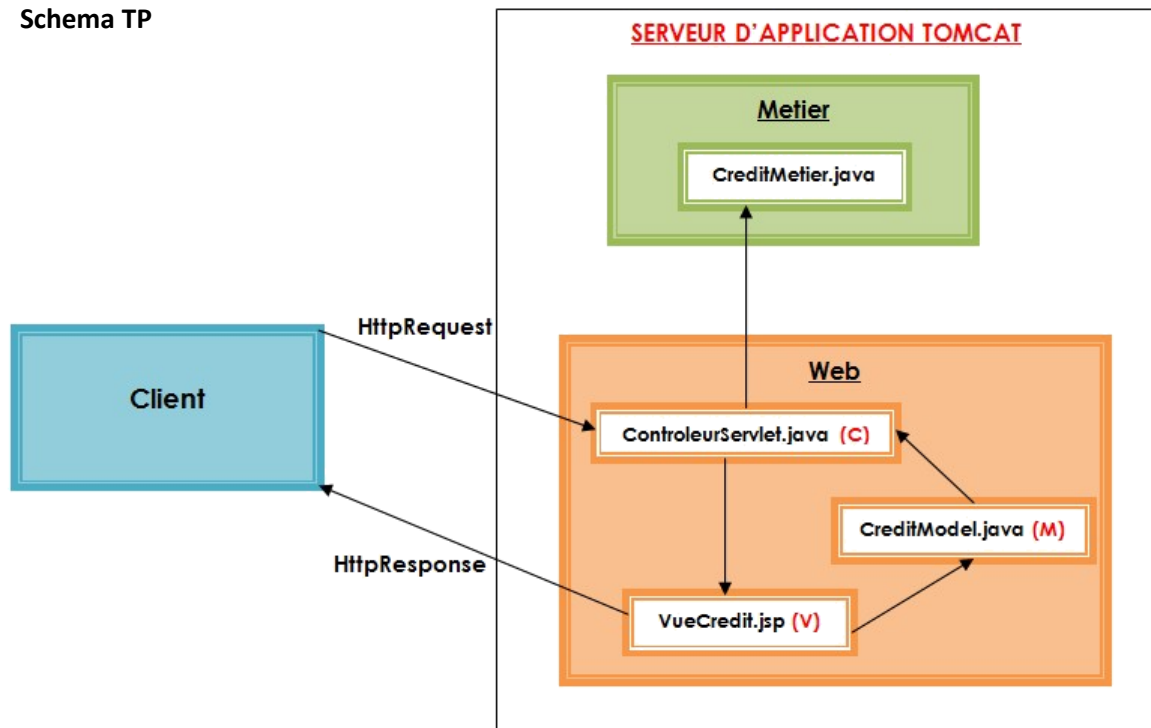 Schema TP
SERVEUR D’APPLICATION TOMCAT
Metier
CreditMetier.java
HttpRequest
Client
Web
ControleurServlet.java (C)
CreditModel.java (M)
HttpResponse
VueCredit.jsp (V)